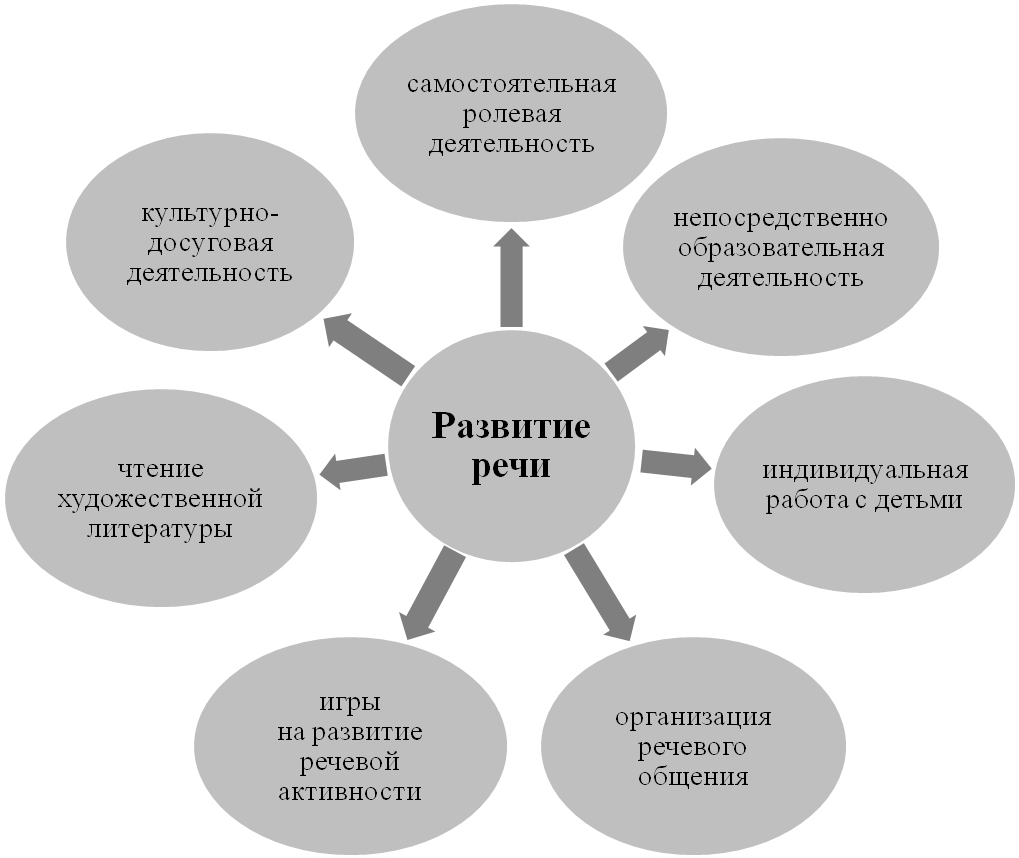 самостоятельная
ролевая
деятельность
непосредственно
образовательная
деятельность
индивидуальная
работа с детьми
организация
речевого
общения
игры
на развитие
речевой
активности
чтение
художественной
литературы
культурно-
досуговая
деятельность
Развитие
речи